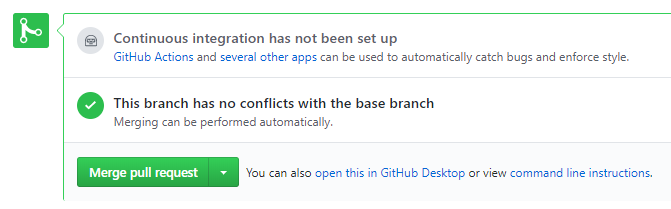 Continuous integration has not been set up
GitHub Actions and several other apps can be used to automatically catch bugs and enforce style.
This branch has no conflicts with the base branch
Merging can be performed automatically.
Merge pull request You can also open this in GitHub Desktop or view command line instructions.